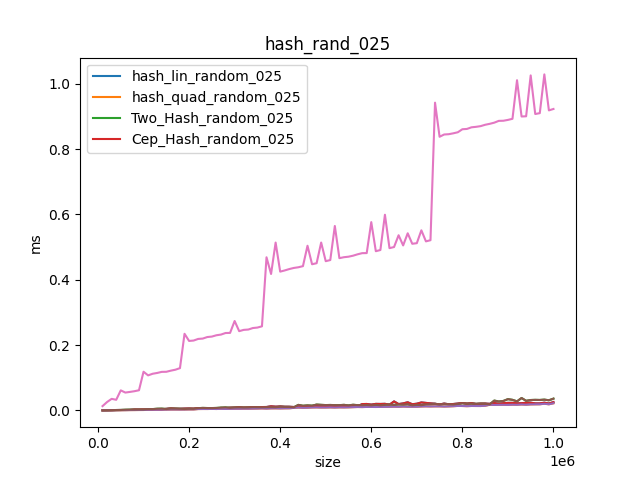 hash_rand_025
hash_lin_random_025
hash_quad_random_025
Two_Hash_random_025
Cep_Hash_random_025
1.0
0.8
0.6
0.4
0.2
0.0
ms
0.0 0.2 0.4 0.6 0.8 1.0
size
1e6